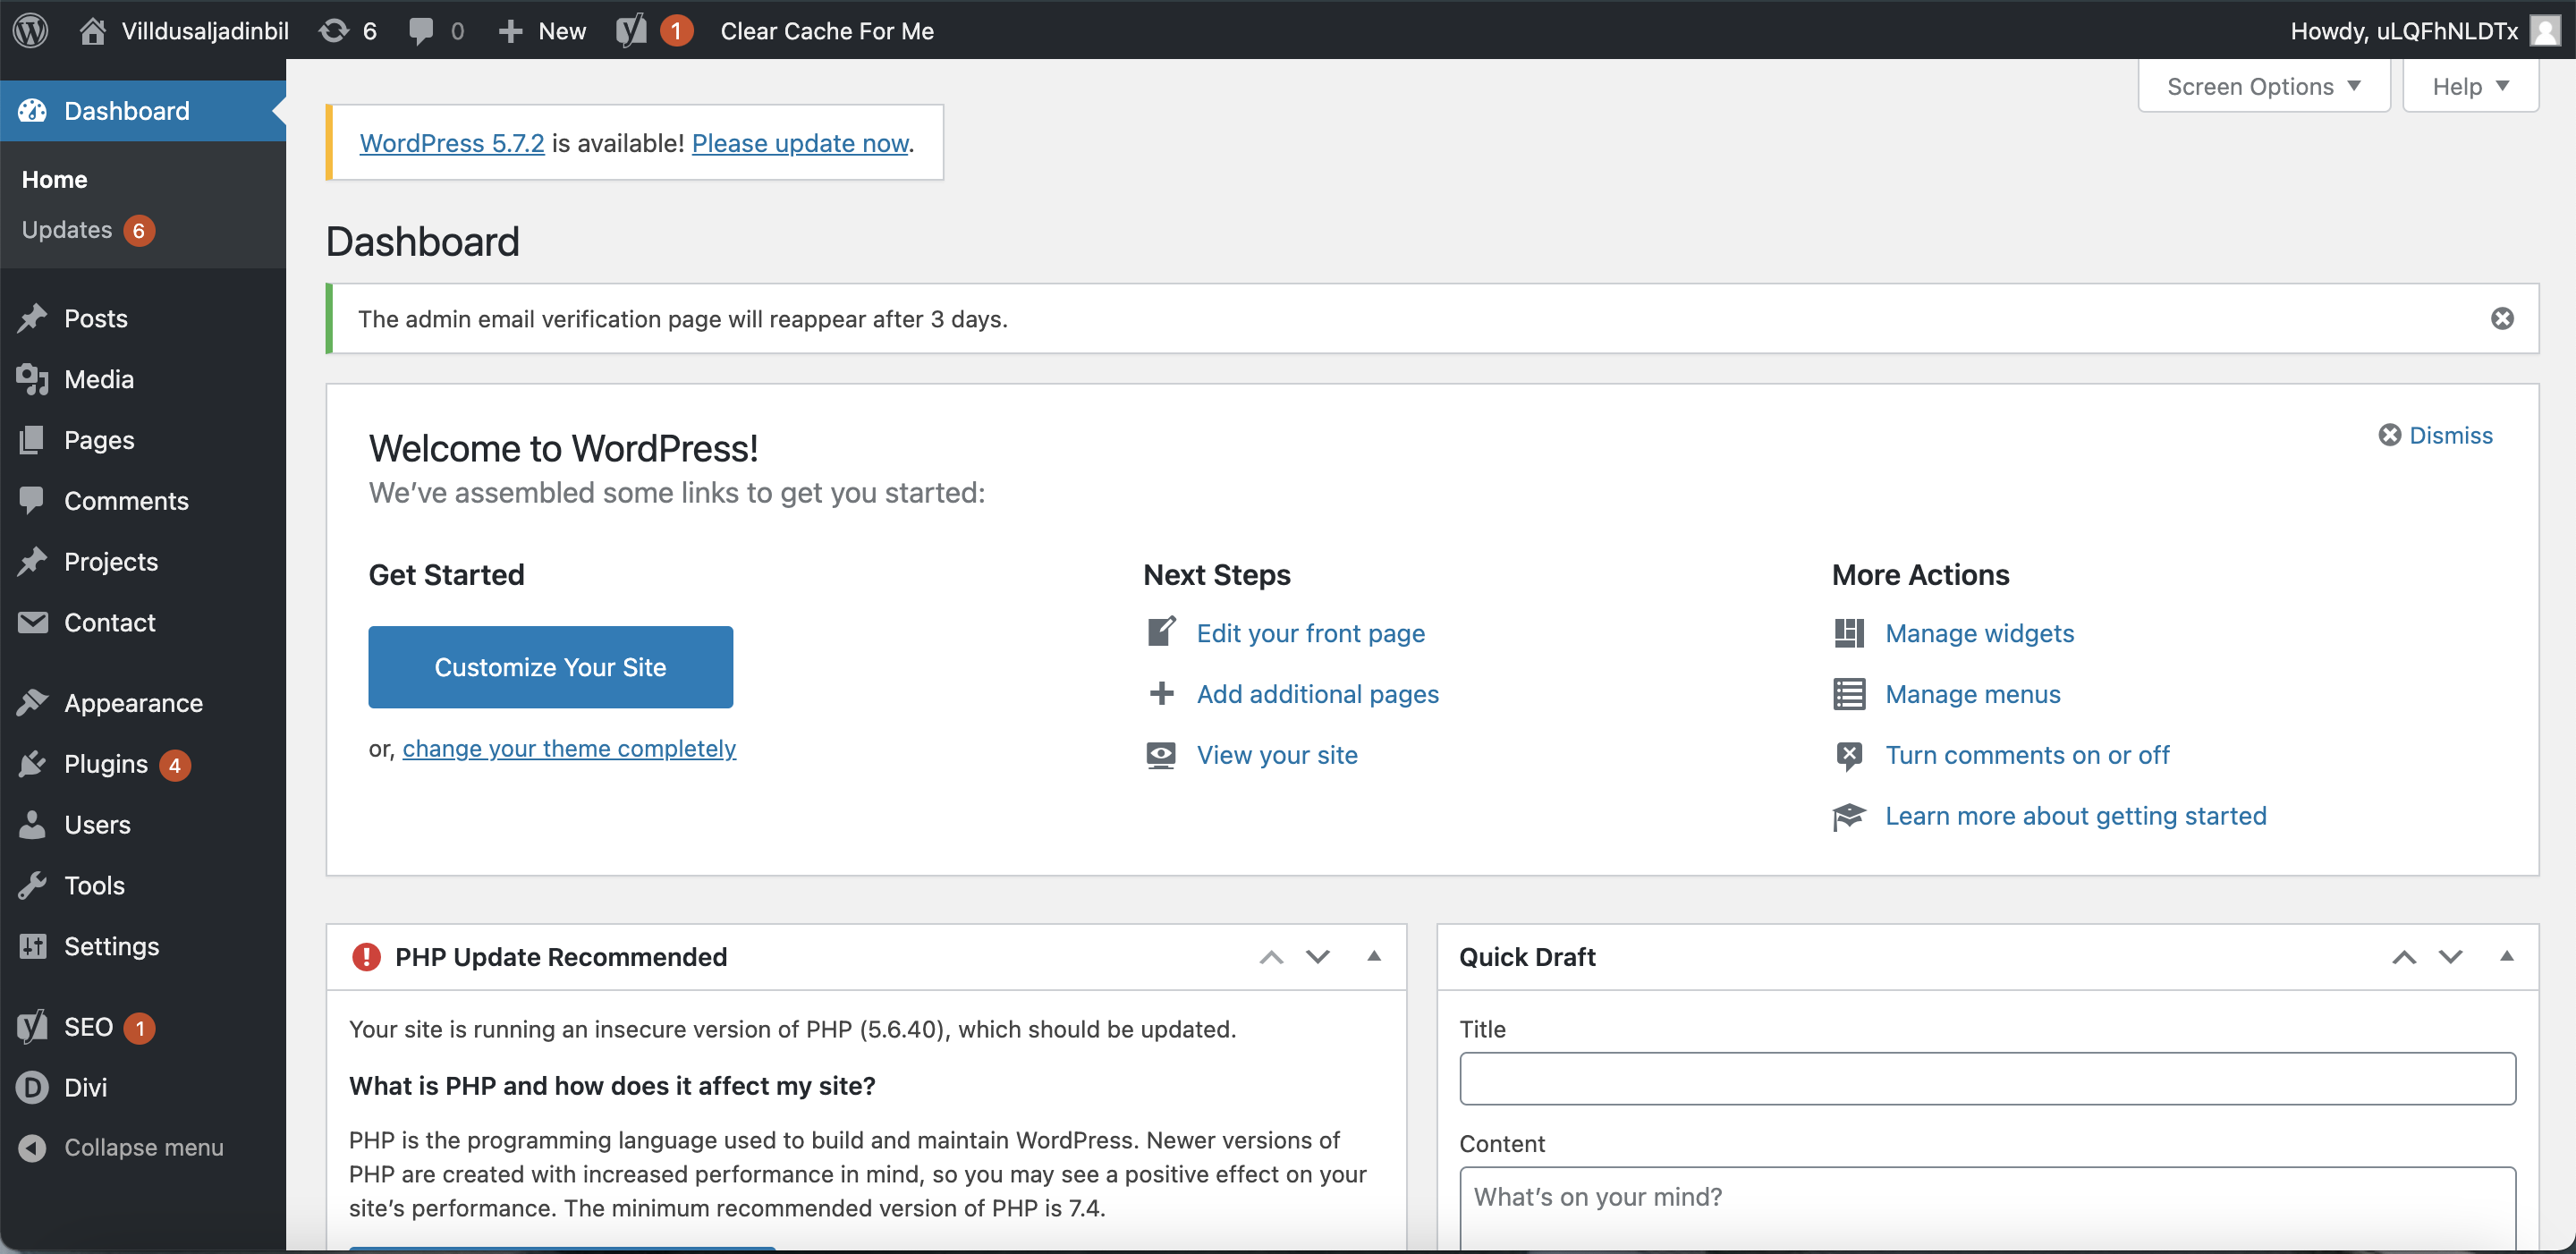 Villdusaljadinbil 6 0 New 1 Clear Cache For Me Howdy, uLQFhNLDTx
Screen Options Help
Dashboard
Home
Updates 6
Posts
Media
Pages
Comments
Projects
Contact
Appearance
Plugins 4
Users
Tools
Settings
SEO 1
Divi
Collapse menu
WordPress 5.7.2 is available! Please update now.
Dashboard
The admin email verification page will reappear after 3 days.
Welcome to WordPress!
Dismiss
We’ve assembled some links to get you started:
Get Started
Customize Your Site
or, change your theme completely
Next Steps
Edit your front page
Add additional pages
View your site
More Actions
Manage widgets
Manage menus
Turn comments on or off
Learn more about getting started
PHP Update Recommended
Your site is running an insecure version of PHP (5.6.40), which should be updated.
What is PHP and how does it affect my site?
PHP is the programming language used to build and maintain WordPress. Newer versions of
PHP are created with increased performance in mind, so you may see a positive effect on your
site’s performance. The minimum recommended version of PHP is 7.4.
Quick Draft
Title
Content
What’s on your mind?